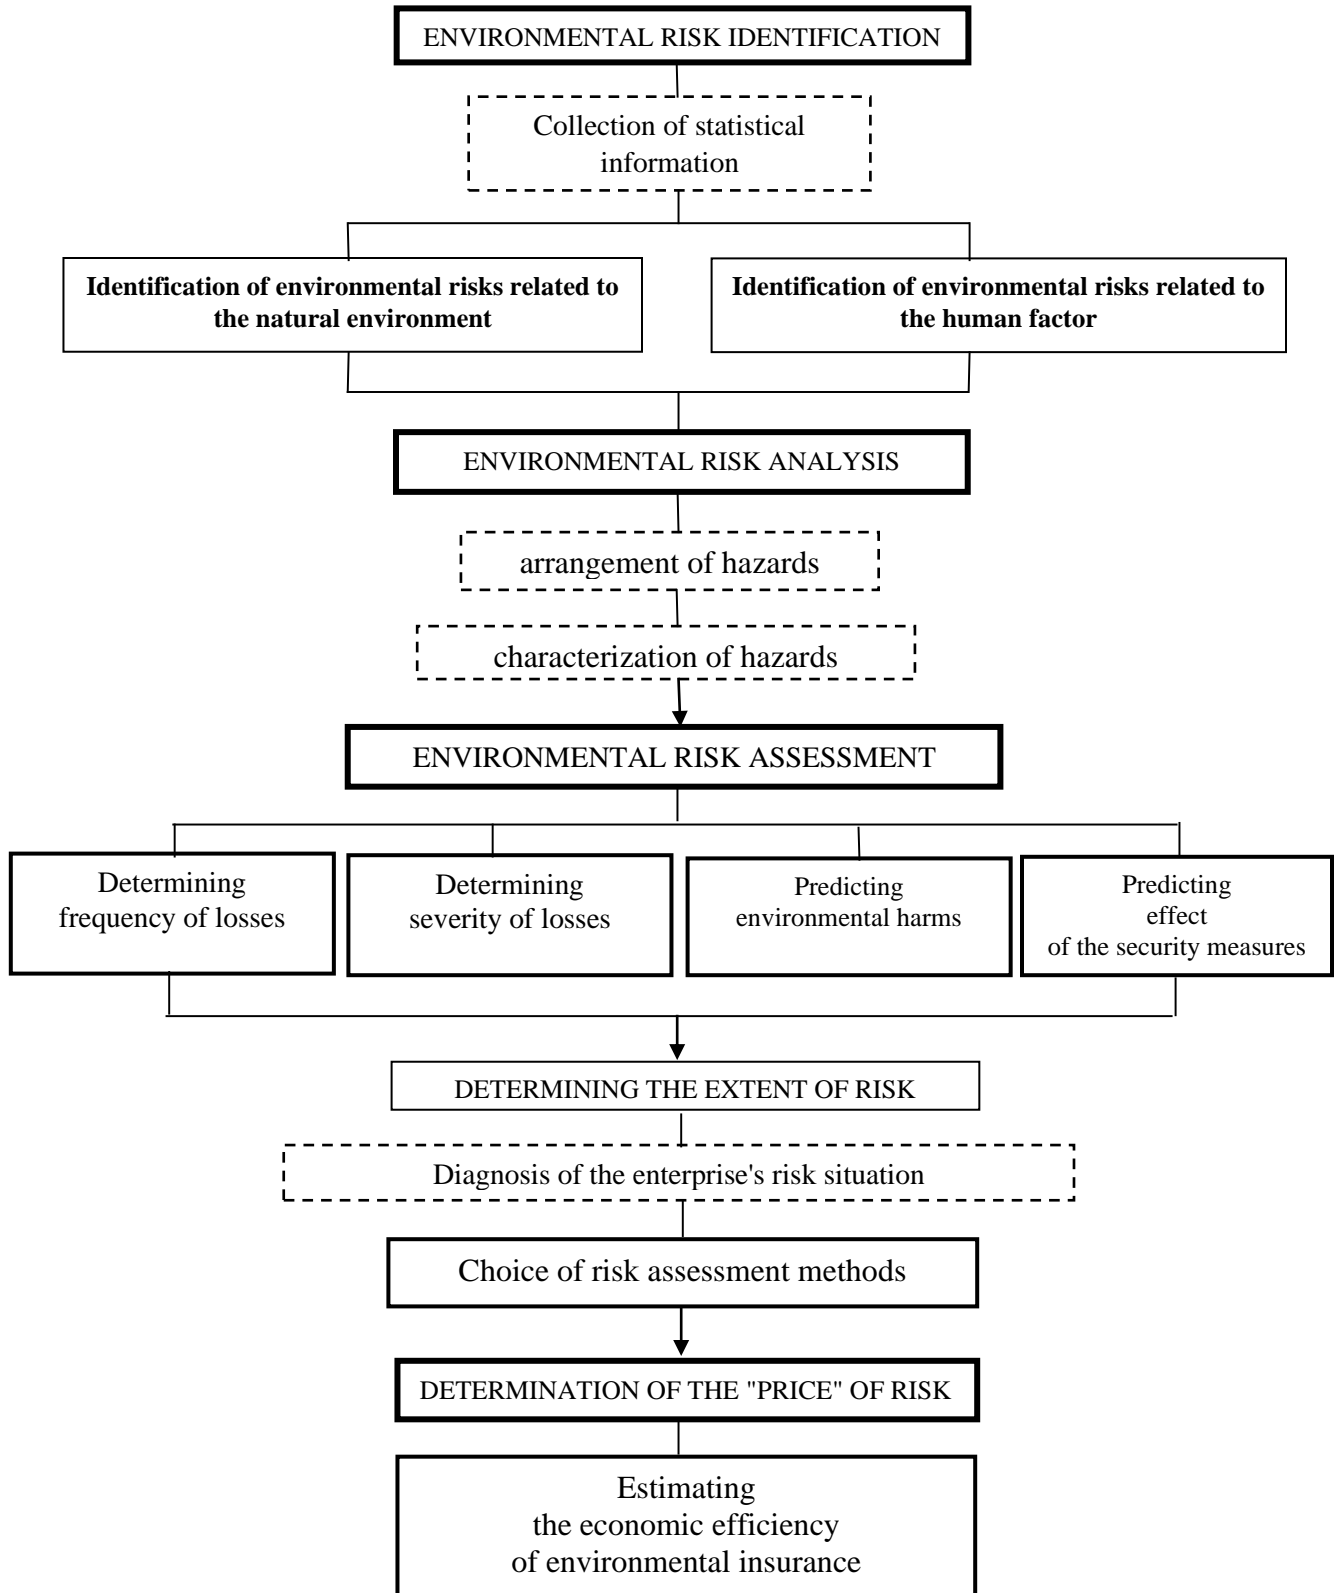 ENVIRONMENTAL RISK IDENTIFICATION
Collection of statistical
information
Identification of environmental risks related to
the natural environment
Identification of environmental risks related to
the human factor
ENVIRONMENTAL RISK ANALYSIS
arrangement of hazards
characterization of hazards
ENVIRONMENTAL RISK ASSESSMENT
Determining
frequency of losses
Determining
severity of losses
Predicting
environmental harms
Predicting
effect
of the security measures
DETERMINING THE EXTENT OF RISK
Diagnosis of the enterprise's risk situation
Choice of risk assessment methods
DETERMINATION OF THE "PRICE" OF RISK
Estimating
the economic efficiency
of environmental insurance